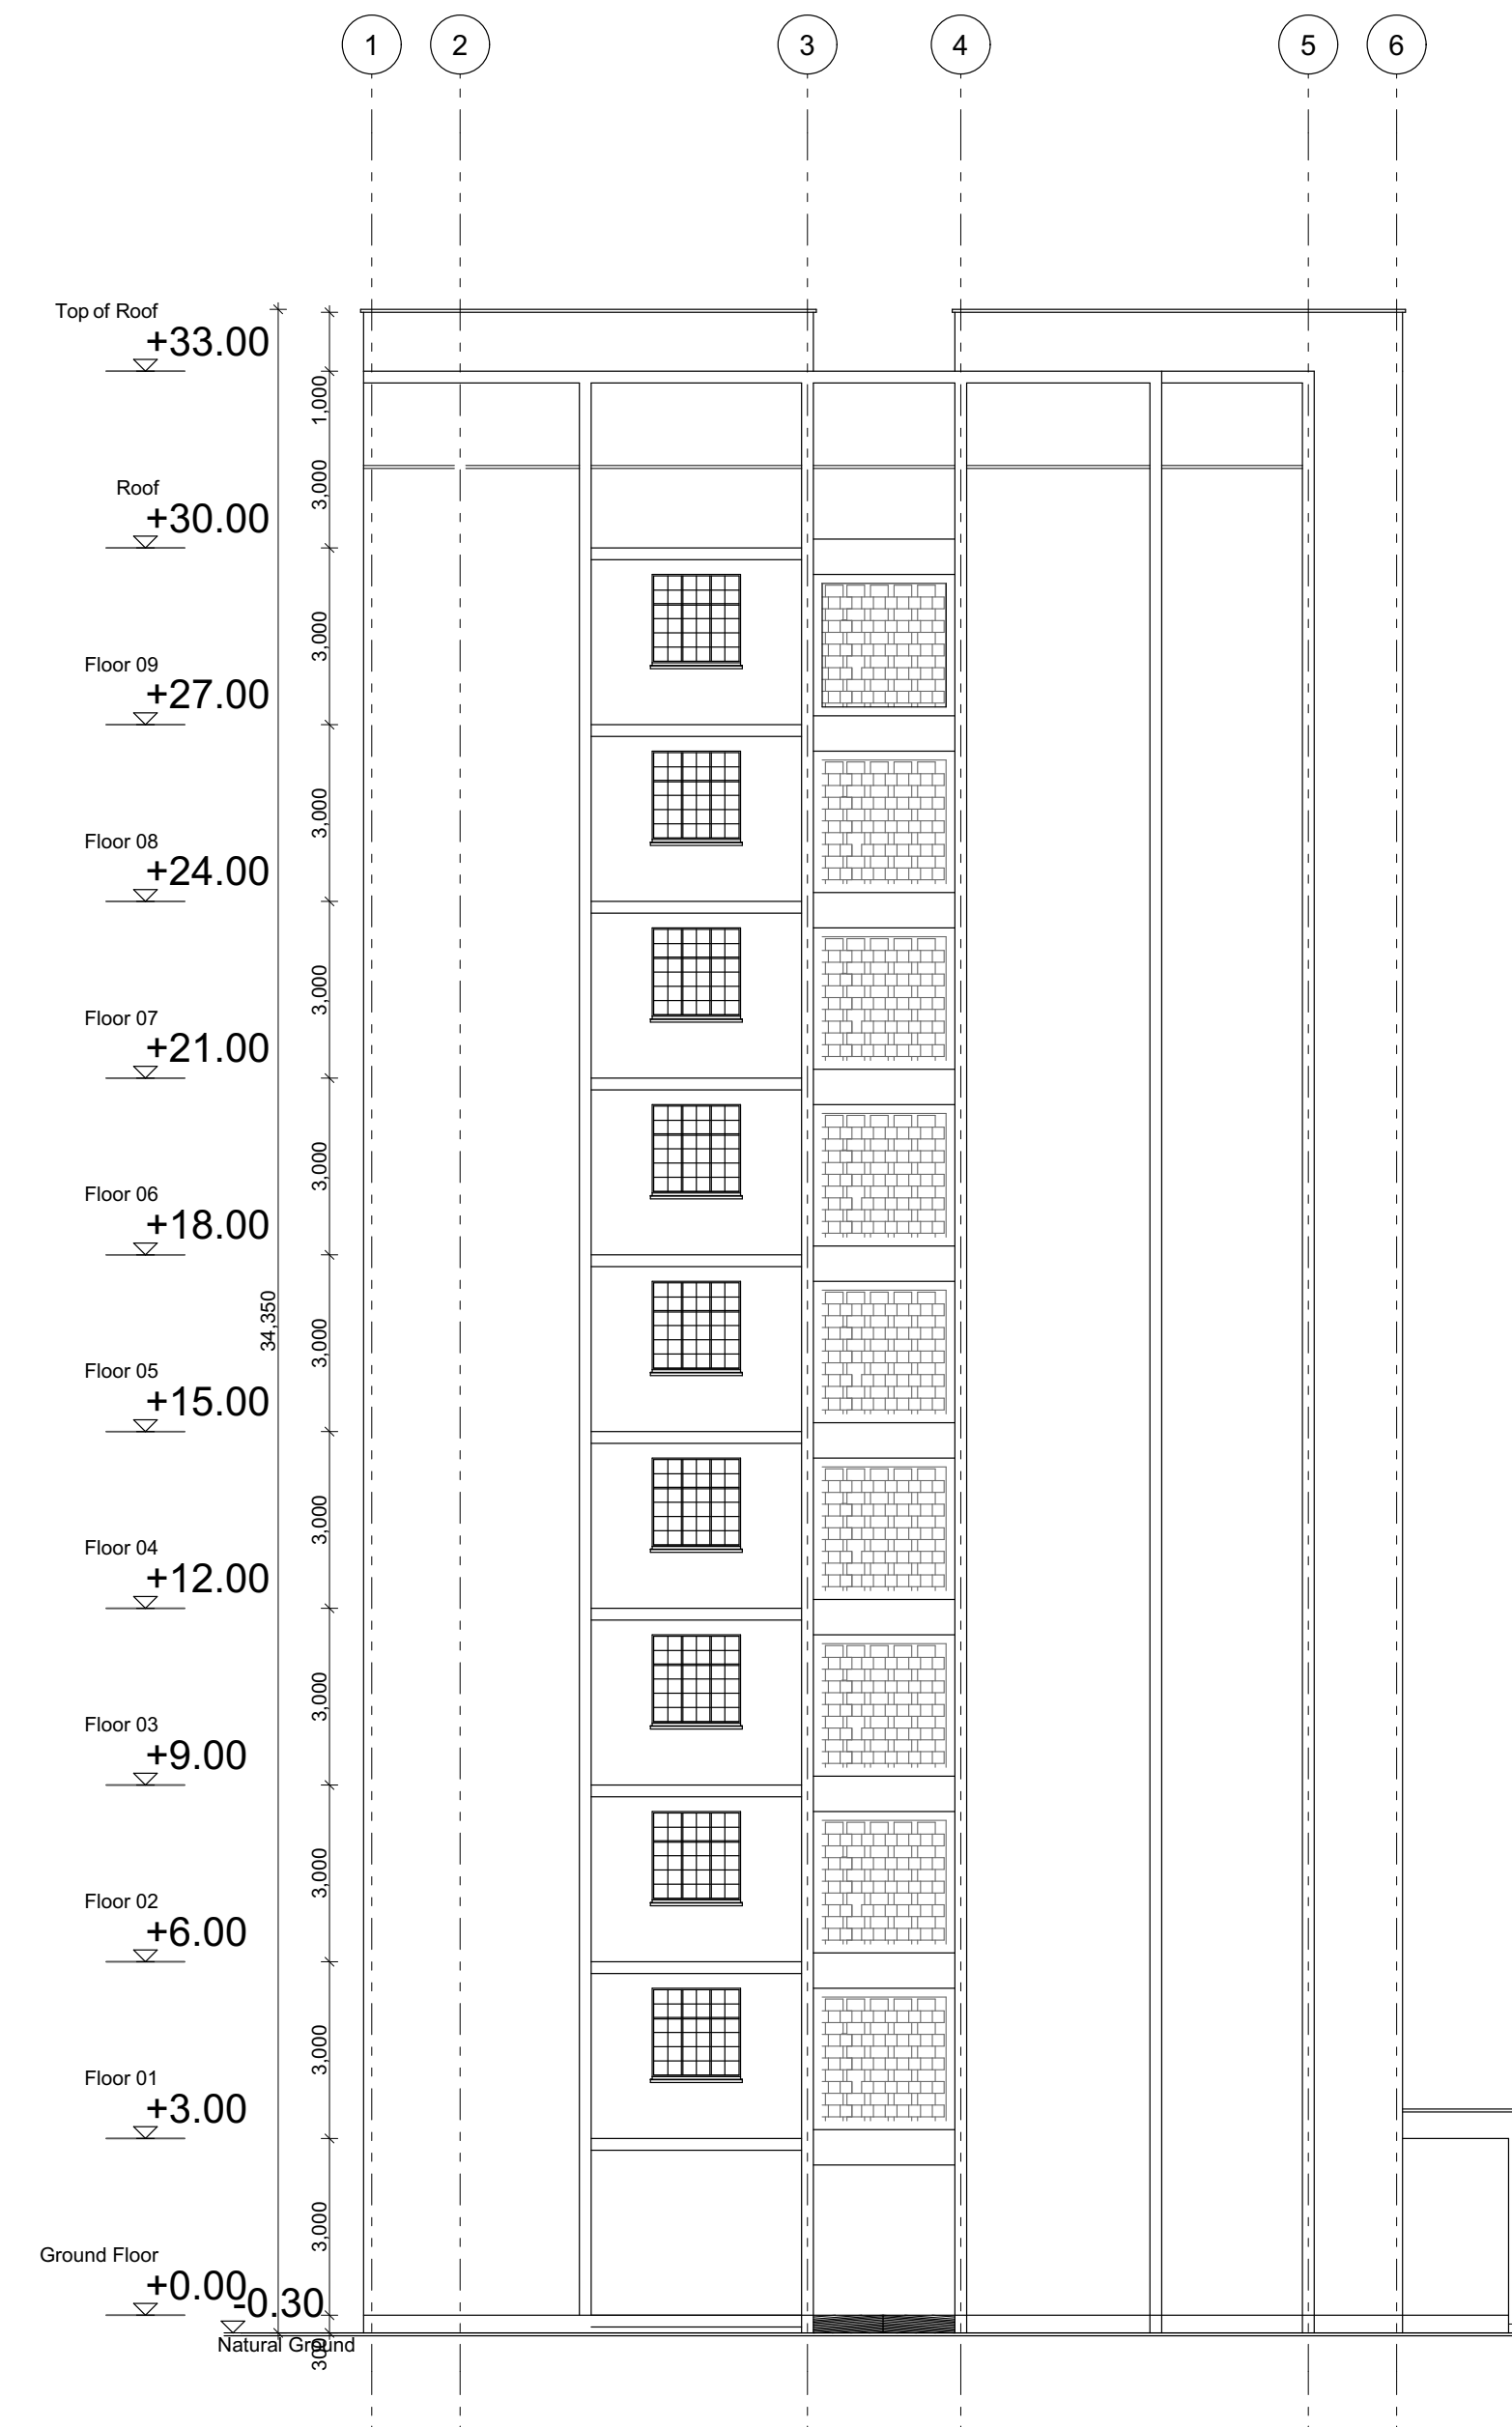 1 2 3 4 5 6
Top of Roof
+33.00
1,000
Roof
+30.00
3,000
Floor 09
+27.00
3,000
Floor 08
+24.00
3,000
Floor 07
+21.00
3,000
Floor 06
+18.00
3,000
34,350
Floor 05
+15.00
3,000
Floor 04
+12.00
3,000
Floor 03
+9.00
3,000
Floor 02
+6.00
3,000
Floor 01
+3.00
3,000
Ground Floor
+0.00
3,000
-0.30
Natural Ground
300